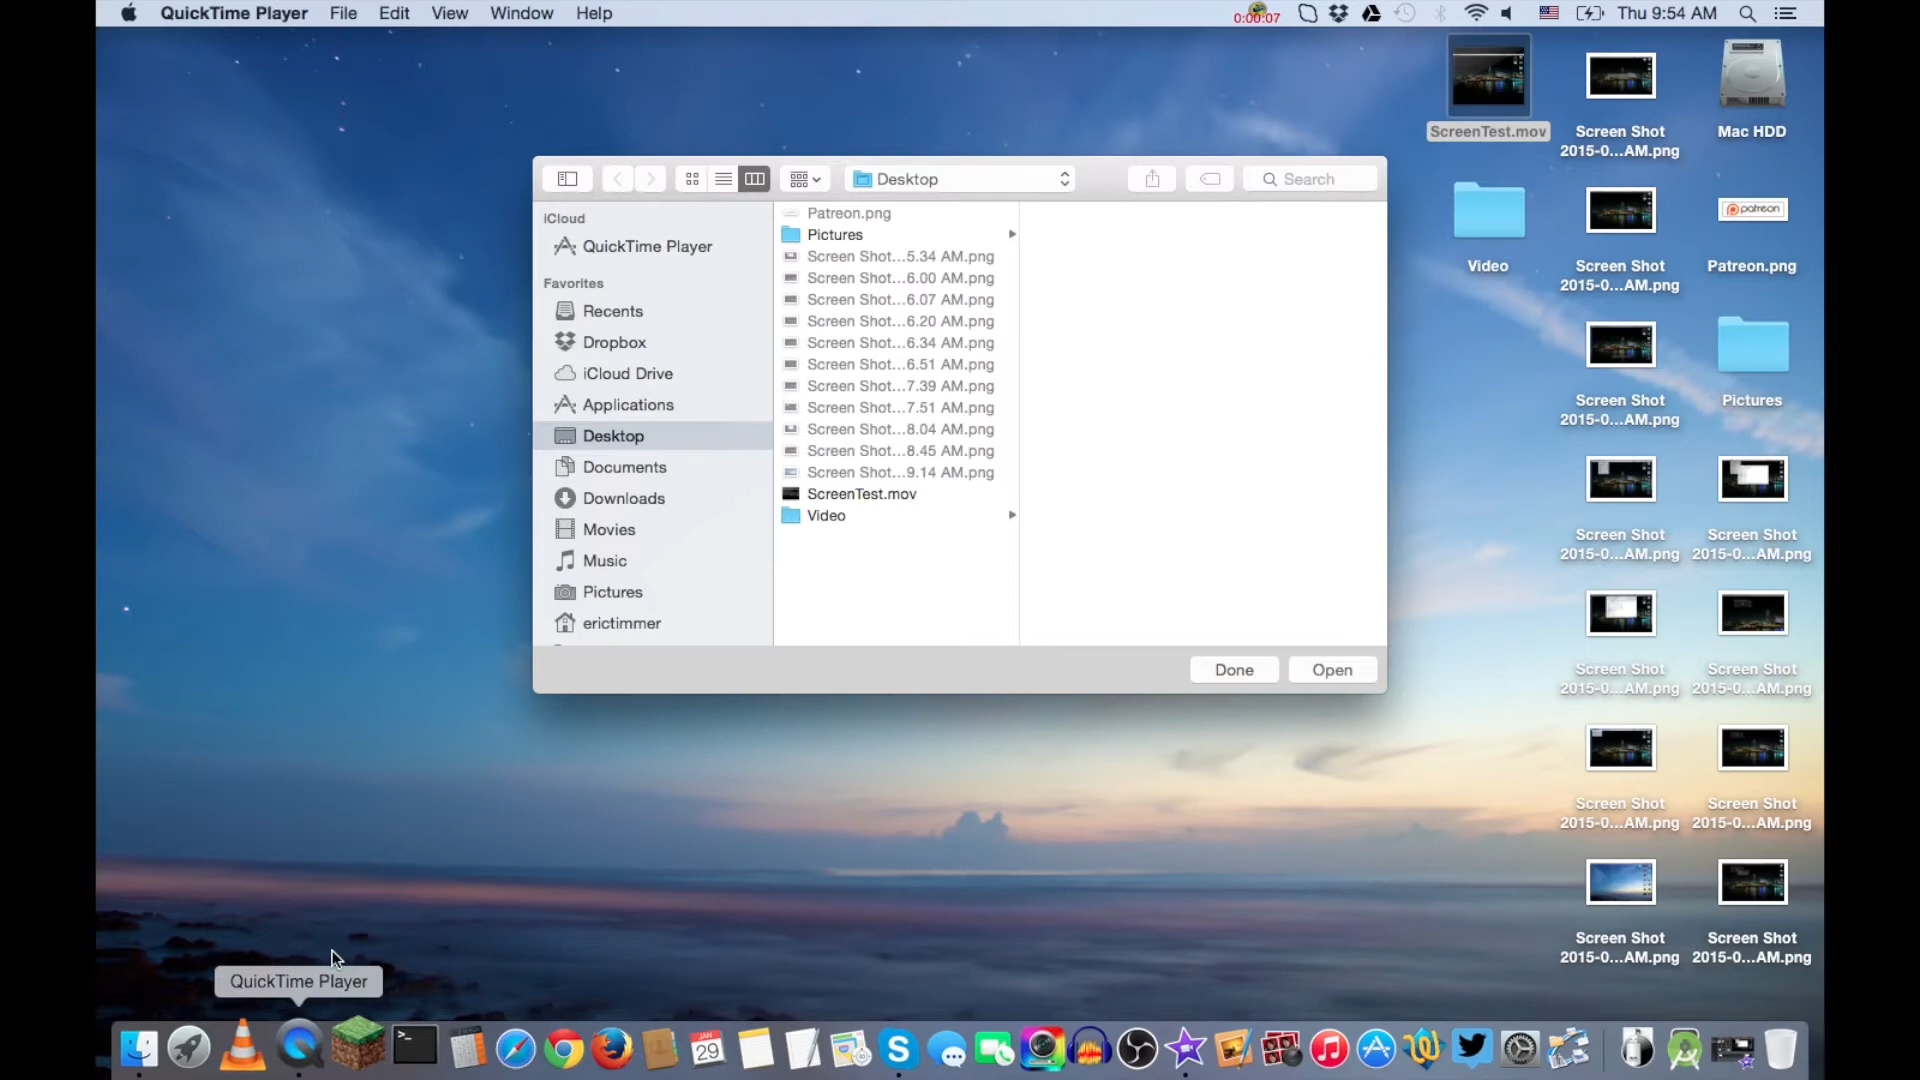 QuickTime Player File Edit View Window Help 0:00:07 Thu 9:54 AM
ScreenTest.mov
Screen Shot
2015-0...AM.png
Mac HDD
Desktop
Search
iCloud
QuickTime Player
Favorites
Recents
Dropbox
iCloud Drive
Applications
Desktop
Documents
Downloads
Movies
Music
Pictures
erictimmer
Patreon.png
Pictures
Screen Shot...5.34 AM.png
Screen Shot...6.00 AM.png
Screen Shot...6.07 AM.png
Screen Shot...6.20 AM.png
Screen Shot...6.34 AM.png
Screen Shot...6.51 AM.png
Screen Shot...7.39 AM.png
Screen Shot...7.51 AM.png
Screen Shot...8.04 AM.png
Screen Shot...8.45 AM.png
Screen Shot...9.14 AM.png
ScreenTest.mov
Video
Done Open
patreon
Video
Screen Shot
2015-0...AM.png
Patreon.png
Screen Shot
2015-0...AM.png
Pictures
Screen Shot
2015-0...AM.png
Screen Shot
2015-0...AM.png
Screen Shot
2015-0...AM.png
Screen Shot
2015-0...AM.png
Screen Shot
2015-0...AM.png
Screen Shot
2015-0...AM.png
Screen Shot
2015-0...AM.png
Screen Shot
2015-0...AM.png
QuickTime Player
JAN
29